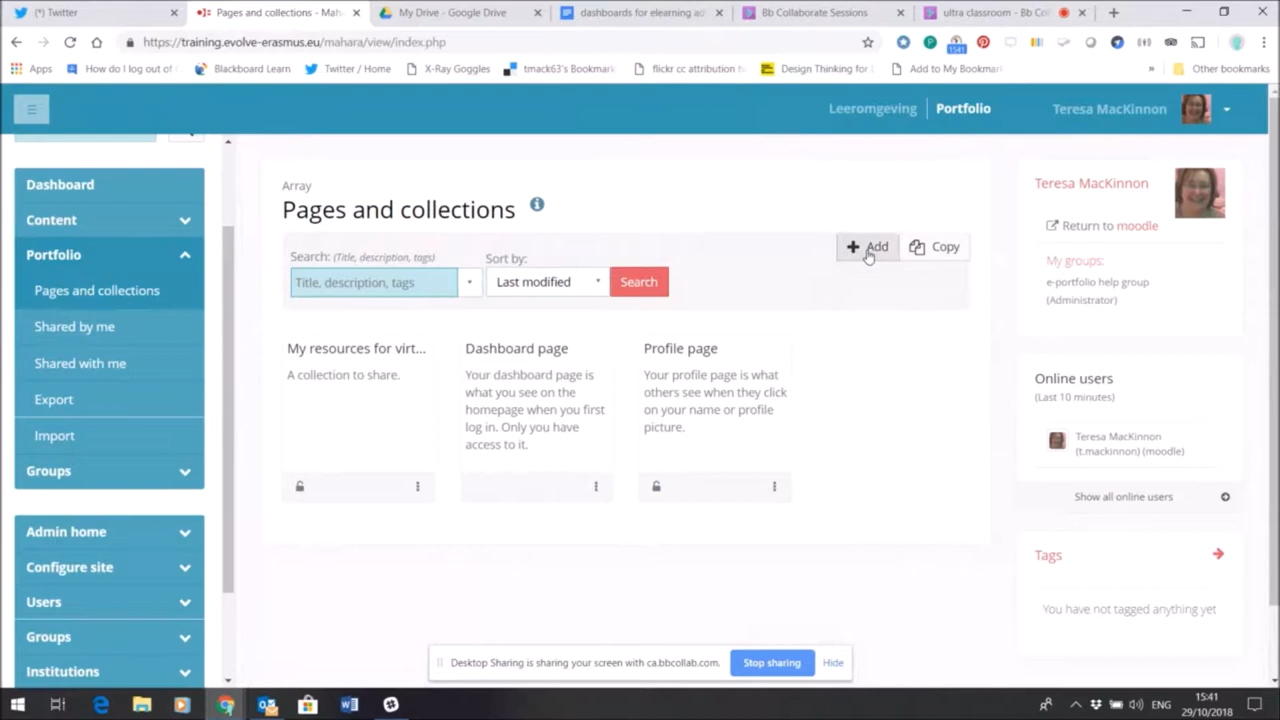 (*) Twitter
Pages and collections - Maha
My Drive - Google Drive
dashboards for elearning ad
Bb Collaborate Sessions
ultra classroom - Bb Co
https://training.evolve-erasmus.eu/mahara/view/index.php
1541
Apps
How do I log out of
Blackboard Learn
Twitter / Home
X-Ray Goggles
tmack63's Bookmark
flickr cc attribution h
Design Thinking for
Add to My Bookmar
»
Other bookmarks
Leeromgeving
Portfolio
Teresa MacKinnon
Dashboard
Content
Portfolio
Pages and collections
Shared by me
Shared with me
Export
Import
Groups
Admin home
Configure site
Users
Groups
Institutions
Array
Pages and collections
Add
Copy
Search: (Title, description, tags)
Sort by:
Title, description, tags
Last modified
Search
My resources for virt...
A collection to share.
Dashboard page
Your dashboard page is
what you see on the
homepage when you first
log in. Only you have
access to it.
Profile page
Your profile page is what
others see when they click
on your name or profile
picture.
Teresa MacKinnon
Return to moodle
My groups:
e-portfolio help group
(Administrator)
Online users
(Last 10 minutes)
Teresa MacKinnon
(t.mackinnon) (moodle)
Show all online users
Tags
You have not tagged anything yet
Desktop Sharing is sharing your screen with ca.bbcollab.com.
Stop sharing
Hide
ENG
15:41
29/10/2018